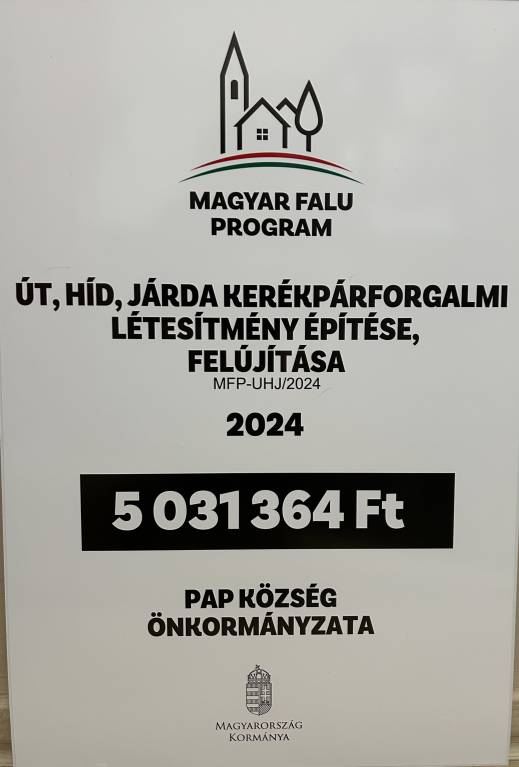 MAGYAR FALU
PROGRAM
ÚT, HÍD, JÁRDA KERÉKPÁRFORGALMI
LÉTESÍTMÉNY ÉPÍTÉSE,
FELÚJÍTÁSA
MFP-UHJ/2024
2024
5 031 364 Ft
PAP KÖZSÉG
ÖNKORMÁNYZATA
MAGYARORSZÁG
KORMÁNYA